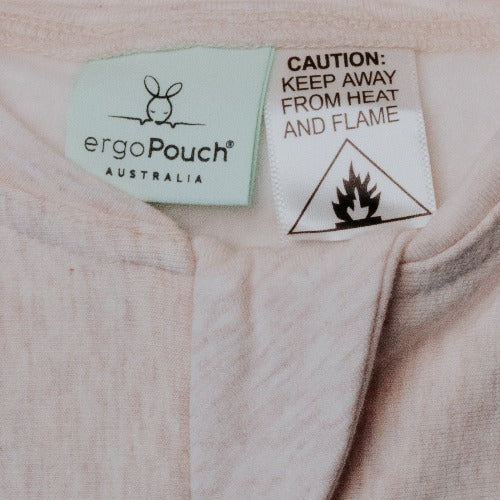 ergoPouch®
AUSTRALIA
CAUTION:
KEEP AWAY
FROM HEAT
AND FLAME